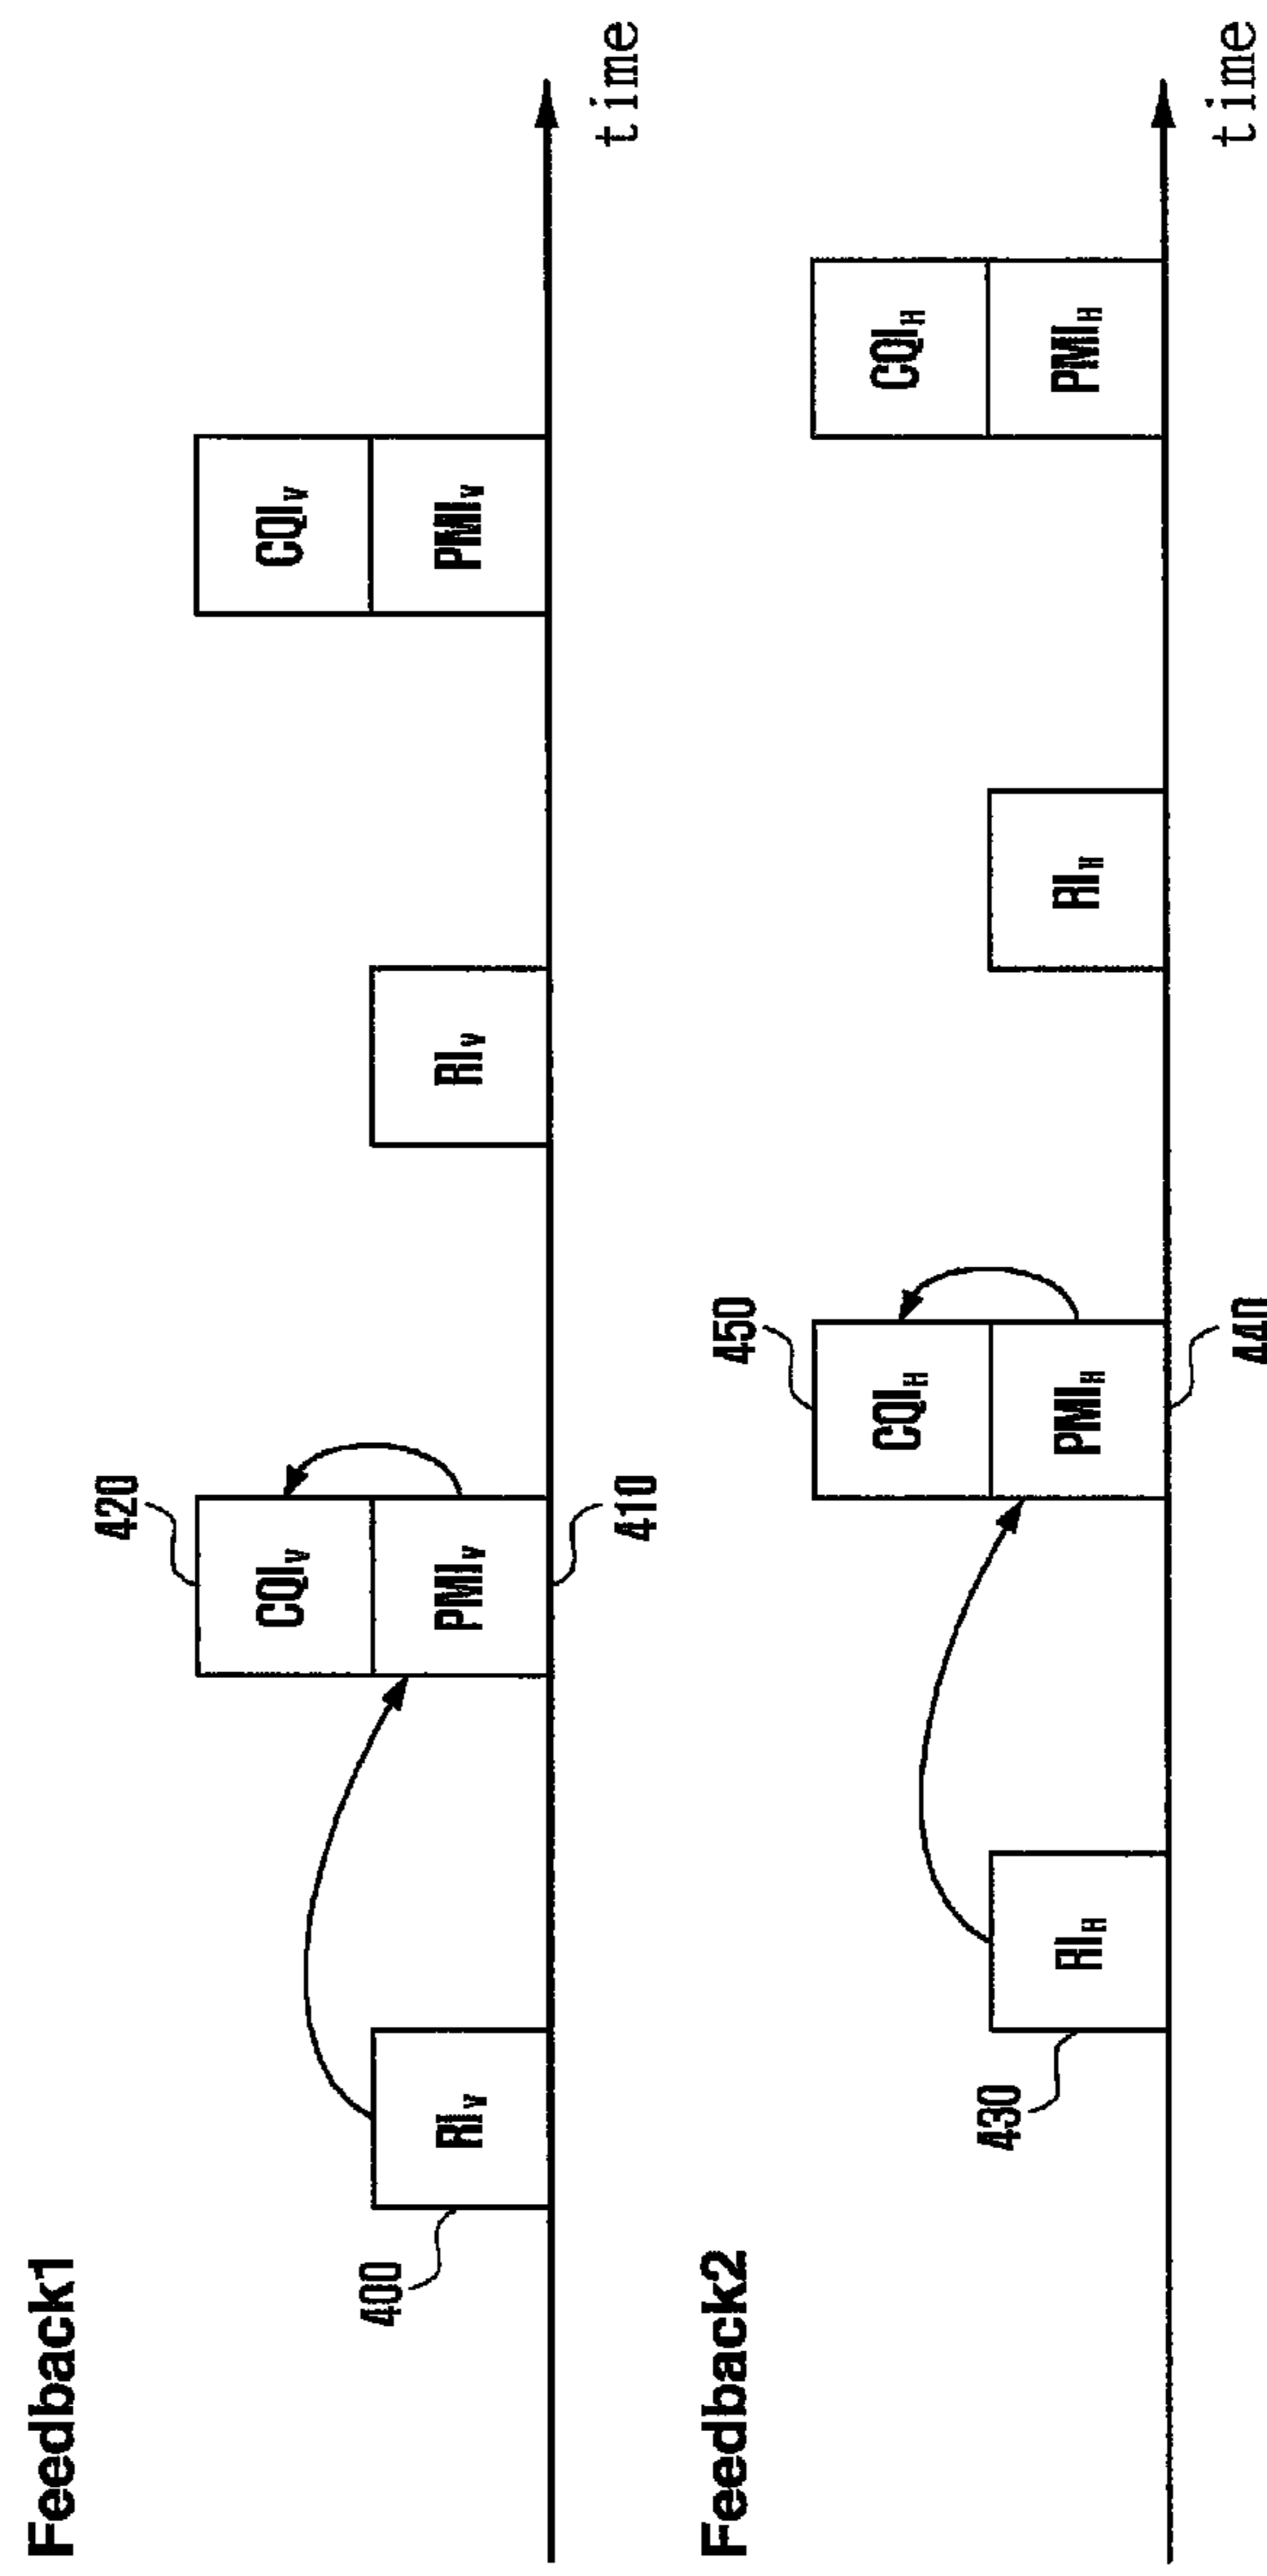 Feedback1
420
CQIV
CQIV
400
RIV
PMIV
RIV
PMIV
410
time
Feedback2
450
CQIH
CQIH
430
RIH
PMIH
RIH
PMIH
440
time